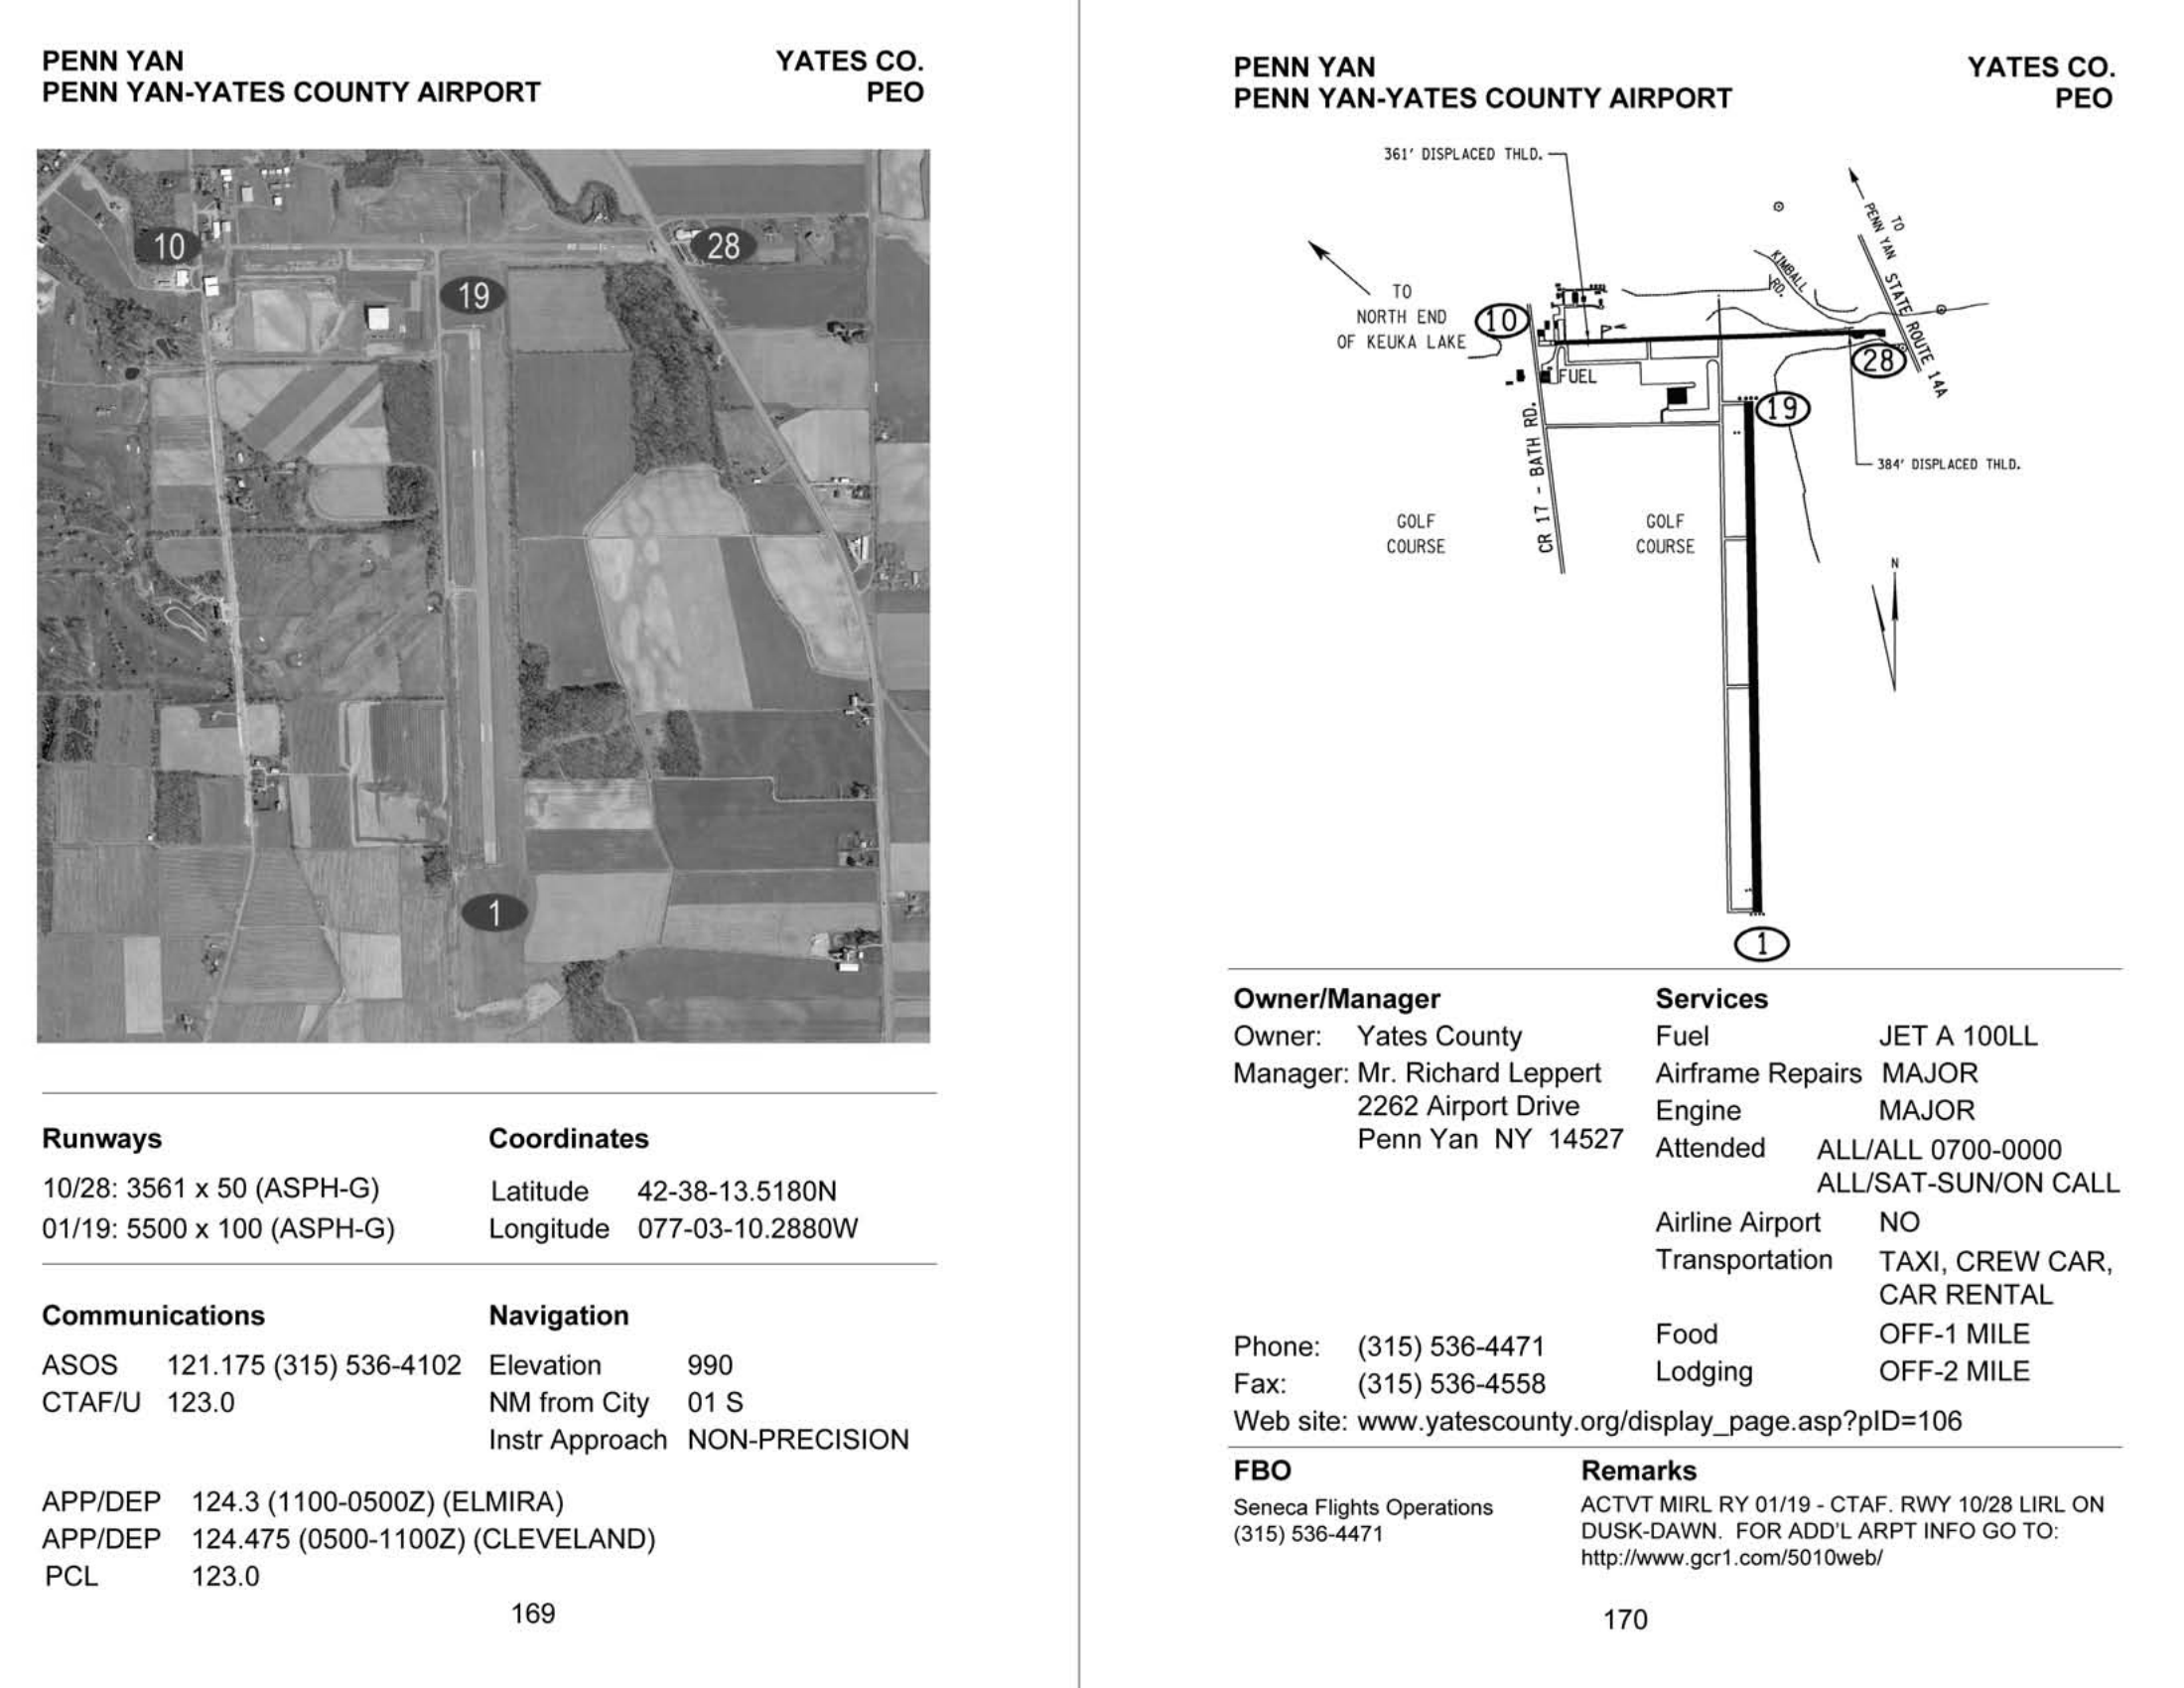 PENN YAN YATES CO.
PENN YAN-YATES COUNTY AIRPORT PEO
10
28
19
1
Runways
10/28: 3561 x 50 (ASPH-G)
01/19: 5500 x 100 (ASPH-G)
Coordinates
Latitude 42-38-13.5180N
Longitude 077-03-10.2880W
Communications
ASOS 121.175 (315) 536-4102
CTAF/U 123.0
Navigation
Elevation 990
NM from City 01 S
Instr Approach NON-PRECISION
APP/DEP 124.3 (1100-0500Z) (ELMIRA)
APP/DEP 124.475 (0500-1100Z) (CLEVELAND)
PCL 123.0
169
PENN YAN YATES CO.
PENN YAN-YATES COUNTY AIRPORT PEO
361' DISPLACED THLD.
TO
PENN YAN
STATE ROUTE 14A
KIMBALL
RD.
TO
NORTH END
OF KEUKA LAKE
10
28
FUEL
19
CR 17 - BATH RD.
384' DISPLACED THLD.
GOLF
COURSE
GOLF
COURSE
N
1
Owner/Manager
Owner: Yates County
Manager: Mr. Richard Leppert
2262 Airport Drive
Penn Yan NY 14527
Phone: (315) 536-4471
Fax: (315) 536-4558
Web site: www.yatescounty.org/display_page.asp?pID=106
Services
Fuel JET A 100LL
Airframe Repairs MAJOR
Engine MAJOR
Attended ALL/ALL 0700-0000
ALL/SAT-SUN/ON CALL
Airline Airport NO
Transportation TAXI, CREW CAR,
CAR RENTAL
Food OFF-1 MILE
Lodging OFF-2 MILE
FBO
Seneca Flights Operations
(315) 536-4471
Remarks
ACTVT MIRL RY 01/19 - CTAF. RWY 10/28 LIRL ON
DUSK-DAWN. FOR ADD'L ARPT INFO GO TO:
http://www.gcr1.com/5010web/
170